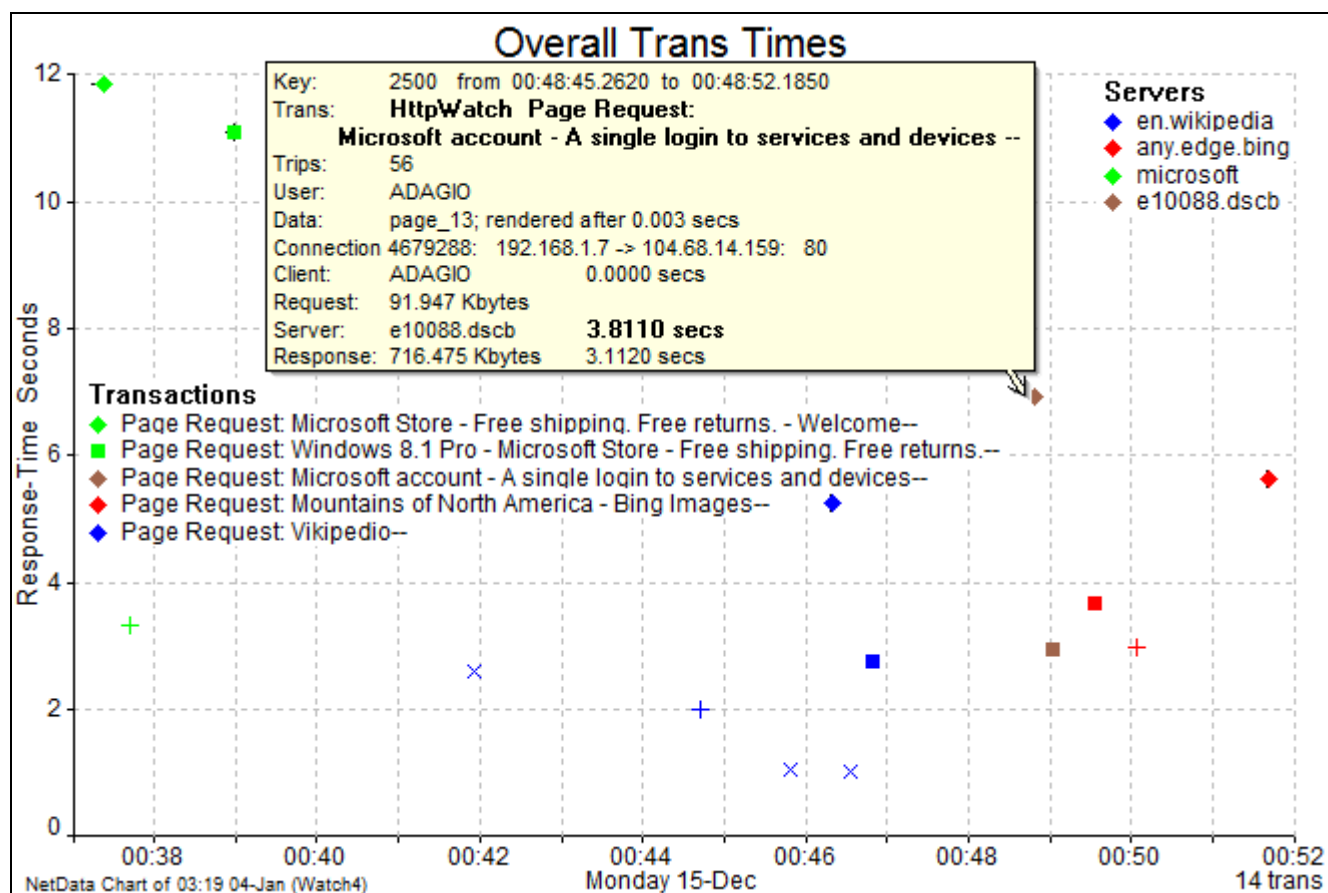 Overall Trans Times
Key: 2500 from 00:48:45.2620 to 00:48:52.1850
Trans: HttpWatch Page Request:
Microsoft account - A single login to services and devices --
Trips: 56
User: ADAGIO
Data: page_13; rendered after 0.003 secs
Connection 4679288: 192.168.1.7 -> 104.68.14.159: 80
Client: ADAGIO 0.0000 secs
Request: 91.947 Kbytes
Server: e10088.dscb 3.8110 secs
Response: 716.475 Kbytes 3.1120 secs
Servers
en.wikipedia
any.edge.bing
microsoft
e10088.dscb
Transactions
Page Request: Microsoft Store - Free shipping. Free returns. - Welcome--
Page Request: Windows 8.1 Pro - Microsoft Store - Free shipping. Free returns.--
Page Request: Microsoft account - A single login to services and devices--
Page Request: Mountains of North America - Bing Images--
Page Request: Vikipedio--
Response-Time Seconds
12
10
8
6
4
2
0
00:38 00:40 00:42 00:44 00:46 00:48 00:50 00:52
NetData Chart of 03:19 04-Jan (Watch4) Monday 15-Dec 14 trans